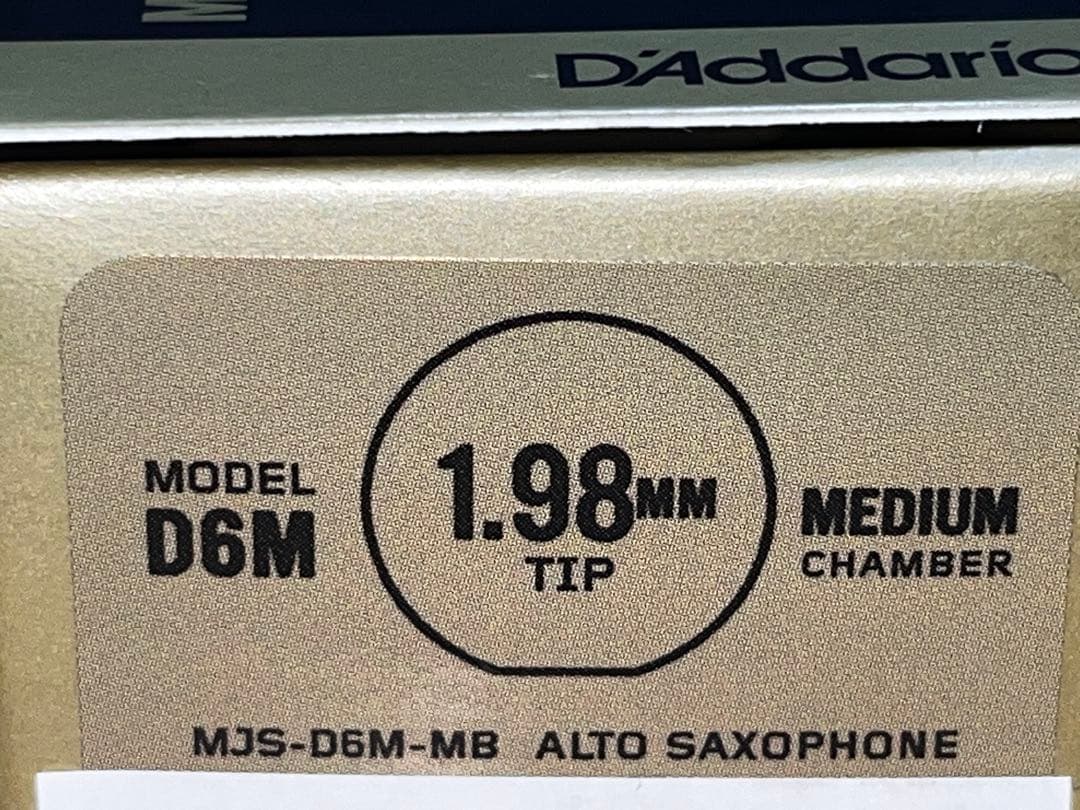 D'Addario
MODEL
D6M
1.98MM
TIP
MEDIUM
CHAMBER
MJS-D6M-MB ALTO SAXOPHONE